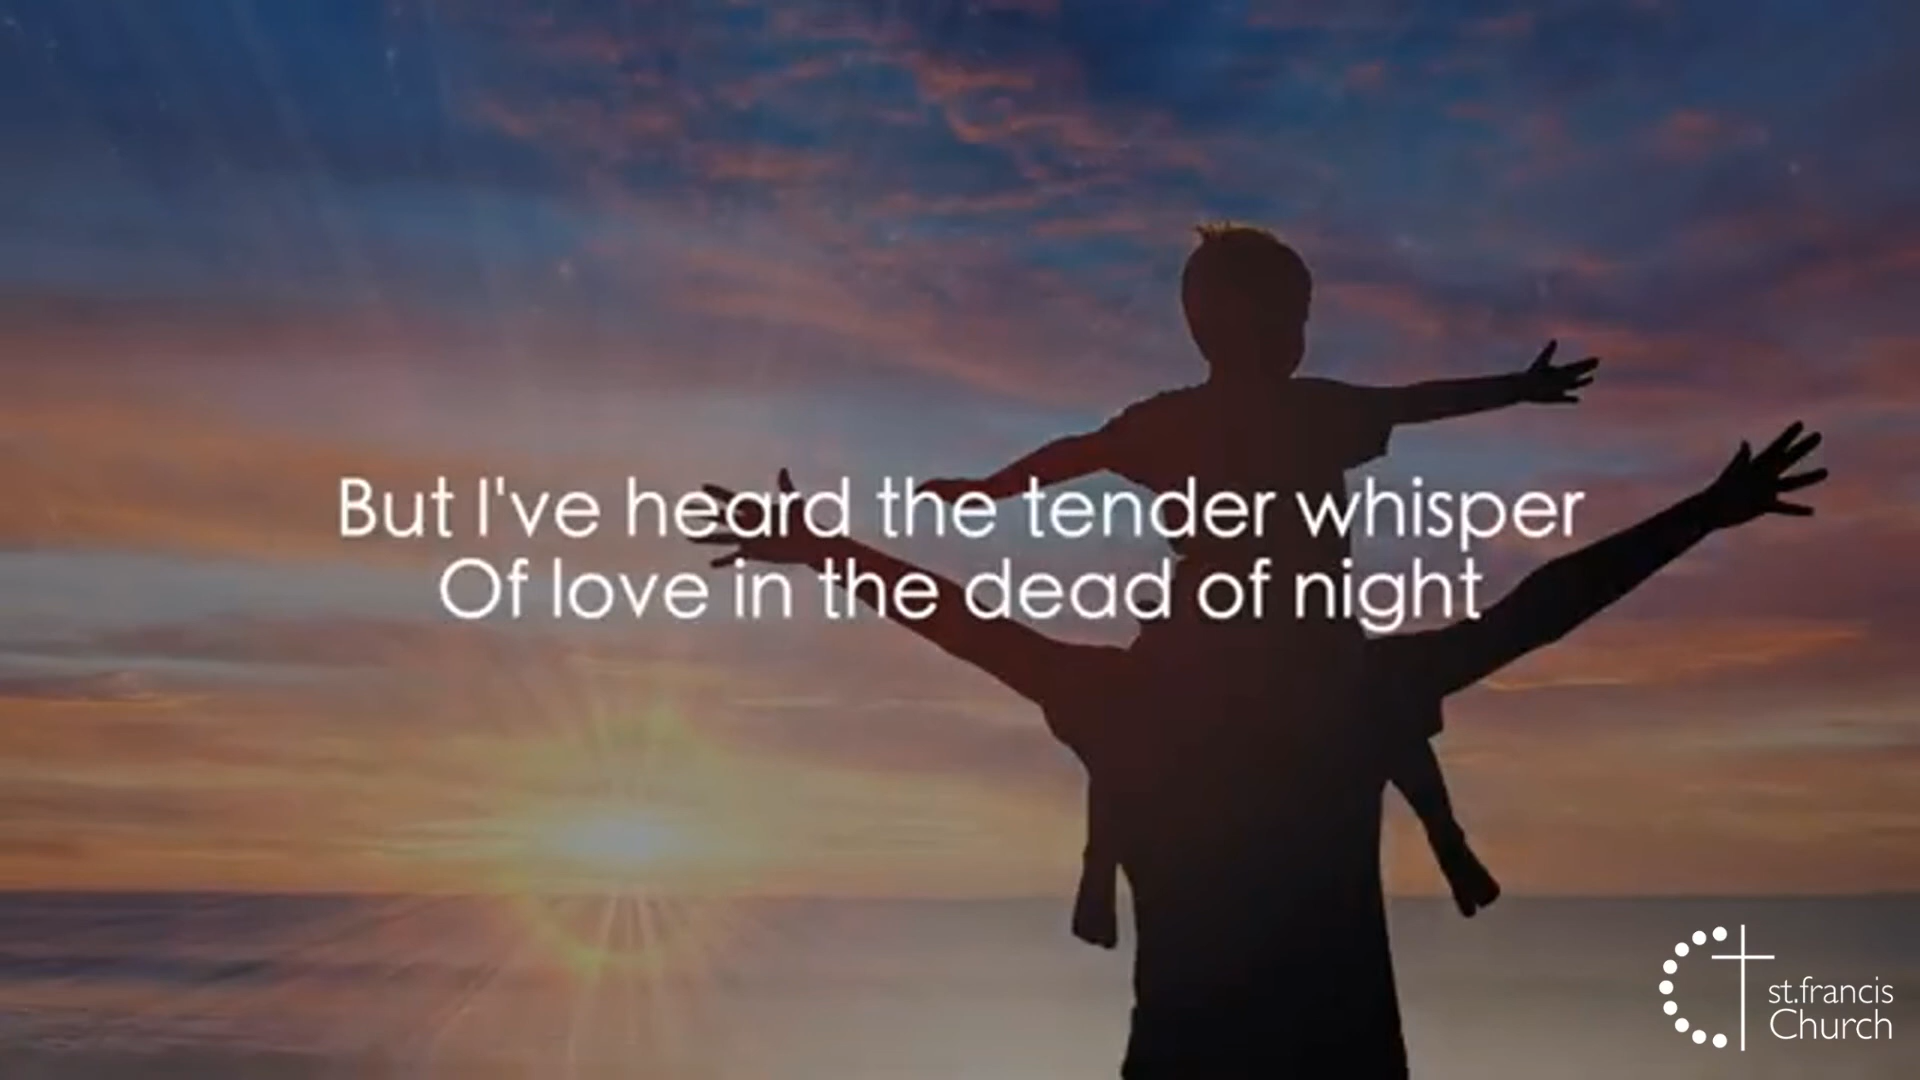 But I've heard the tender whisper
Of love in the dead of night
st.francis
Church